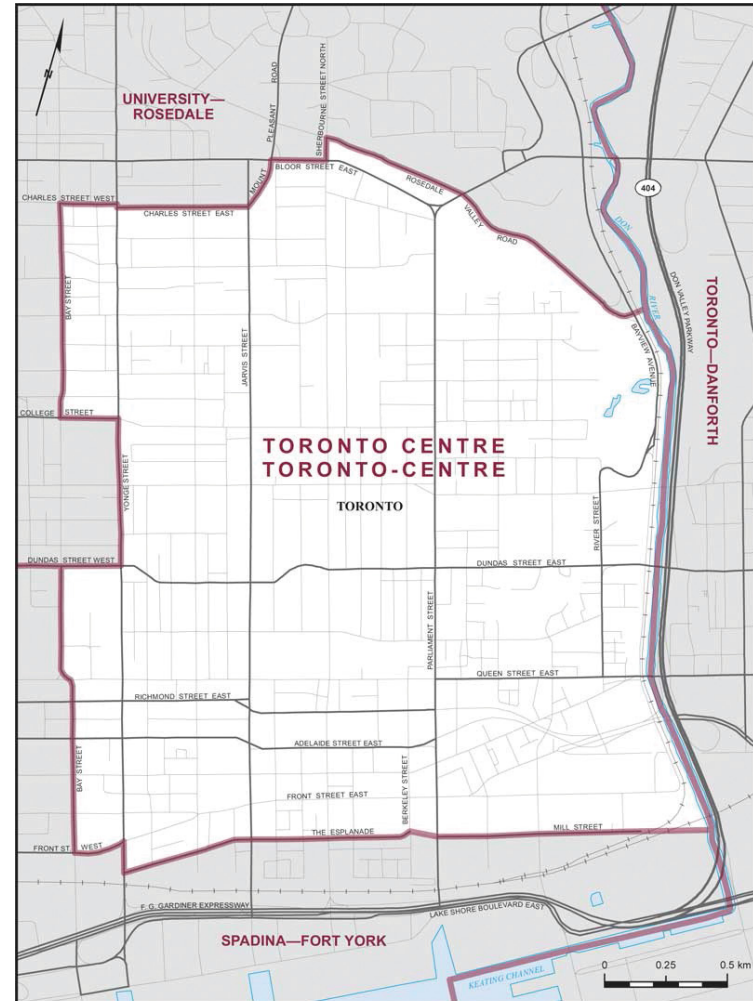 N
UNIVERSITY—
ROSEDALE
MOUNT PLEASANT ROAD
SHERBOURNE STREET NORTH
BLOOR STREET EAST
CHARLES STREET WEST
CHARLES STREET EAST
ROSEDALE VALLEY ROAD
404
DON RIVER
DON VALLEY PARKWAY
BAYVIEW AVENUE
TORONTO—DANFORTH
BAY STREET
JARVIS STREET
COLLEGE STREET
YONGE STREET
TORONTO CENTRE
TORONTO-CENTRE
TORONTO
RIVER STREET
DUNDAS STREET WEST
DUNDAS STREET EAST
PARLIAMENT STREET
QUEEN STREET EAST
RICHMOND STREET EAST
ADELAIDE STREET EAST
BAY STREET
BERKELEY STREET
FRONT STREET EAST
THE ESPLANADE
MILL STREET
FRONT ST. WEST
F. G. GARDINER EXPRESSWAY
LAKE SHORE BOULEVARD EAST
SPADINA—FORT YORK
KEATING CHANNEL
0 0.25 0.5 km